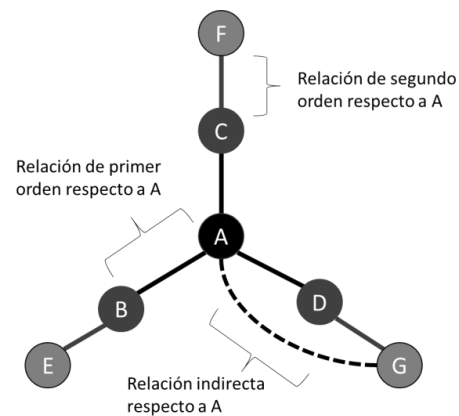 F
Relación de segundo
orden respecto a A
C
Relación de primer
orden respecto a A
A
B
D
E
G
Relación indirecta
respecto a A